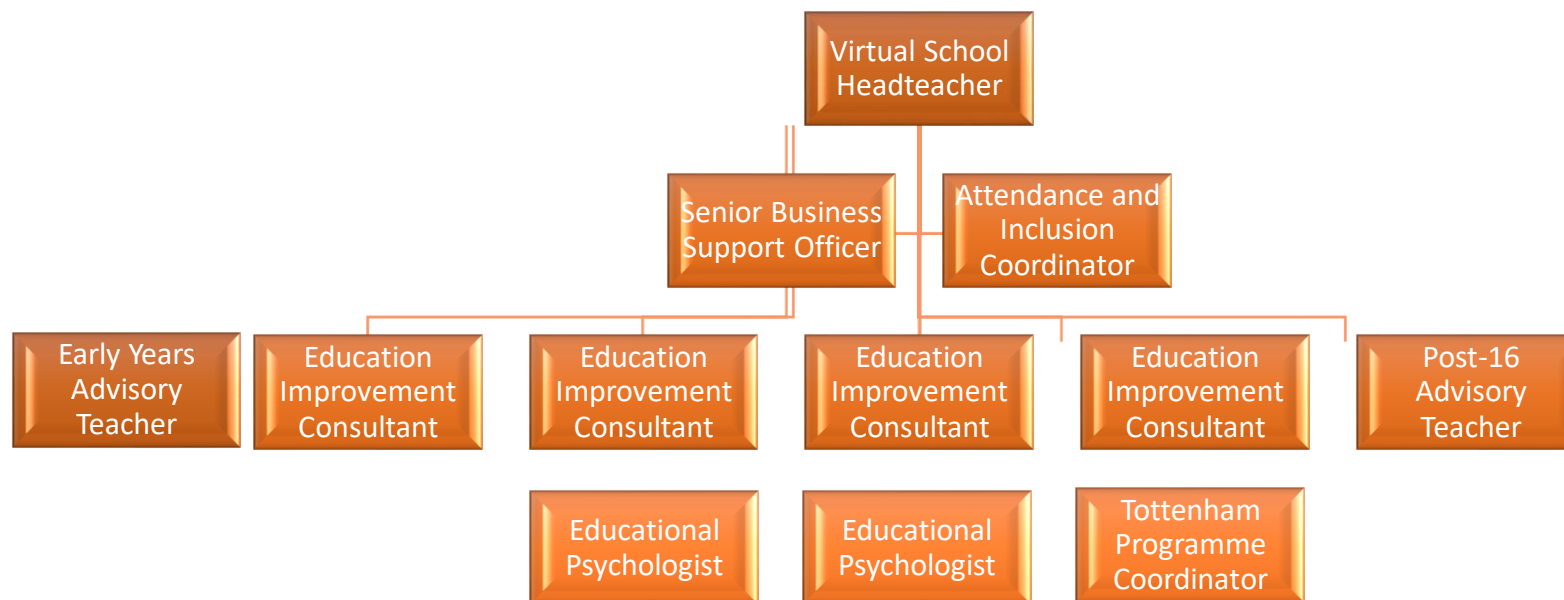 Virtual School
Headteacher
Senior Business
Support Officer
Attendance and
Inclusion
Coordinator
Early Years
Advisory
Teacher
Education
Improvement
Consultant
Education
Improvement
Consultant
Education
Improvement
Consultant
Education
Improvement
Consultant
Post-16
Advisory
Teacher
Educational
Psychologist
Educational
Psychologist
Tottenham
Programme
Coordinator